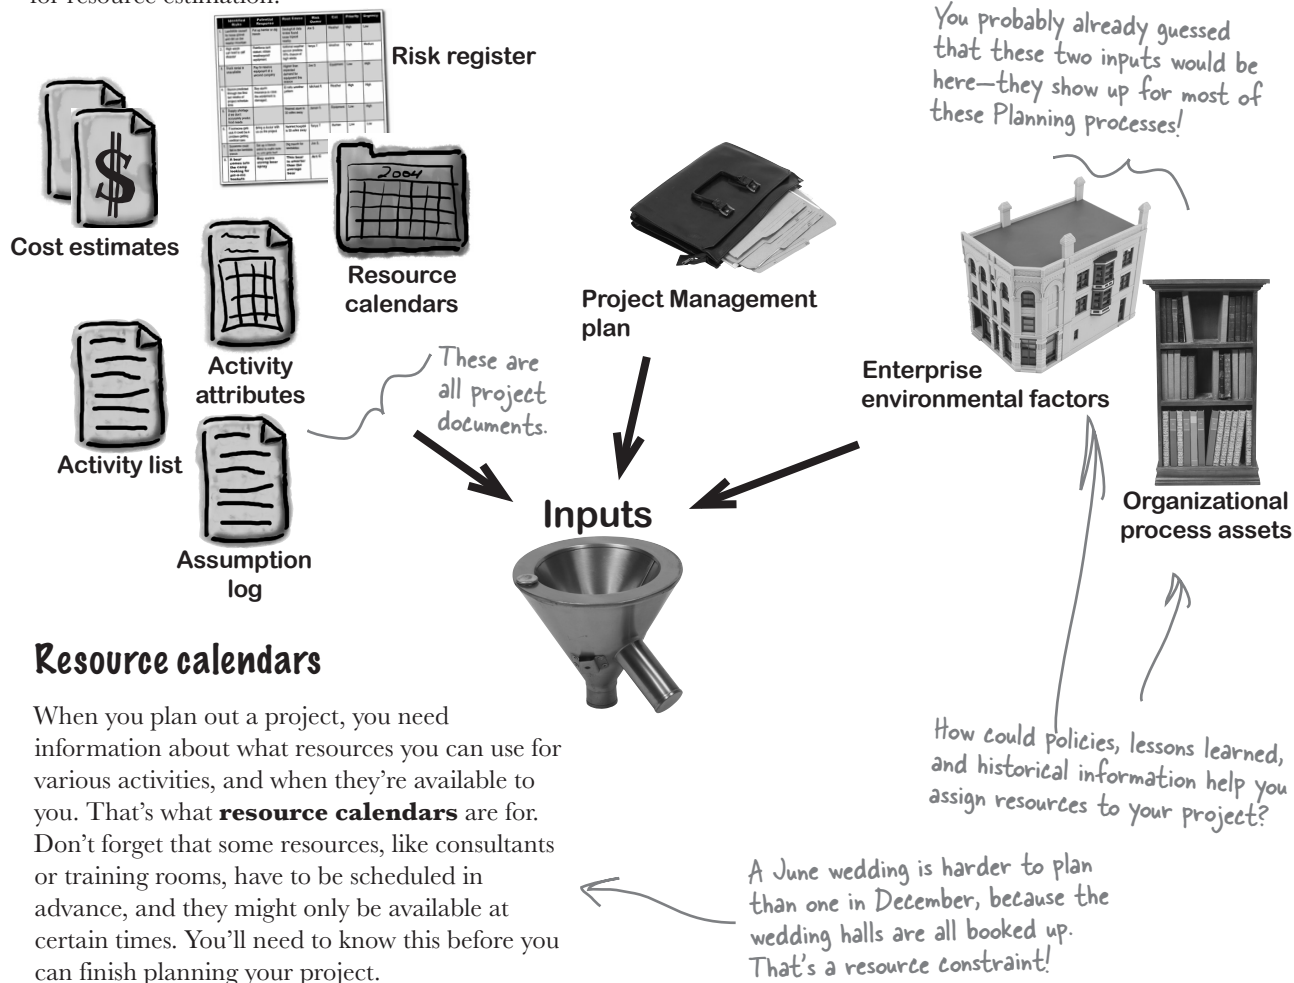 for resource estimation.
Risk register
Cost estimates
Resource
calendars
2004
Activity
attributes
Activity list
Assumption
log
These are
all project
documents.
Project Management
plan
You probably already guessed
that these two inputs would be
here—they show up for most of
these Planning processes!
Enterprise
environmental factors
Organizational
process assets
Inputs
How could policies, lessons learned,
and historical information help you
assign resources to your project?
Resource calendars
When you plan out a project, you need
information about what resources you can use for
various activities, and when they’re available to
you. That’s what resource calendars are for.
Don’t forget that some resources, like consultants
or training rooms, have to be scheduled in
advance, and they might only be available at
certain times. You’ll need to know this before you
can finish planning your project.
A June wedding is harder to plan
than one in December, because the
wedding halls are all booked up.
That’s a resource constraint!